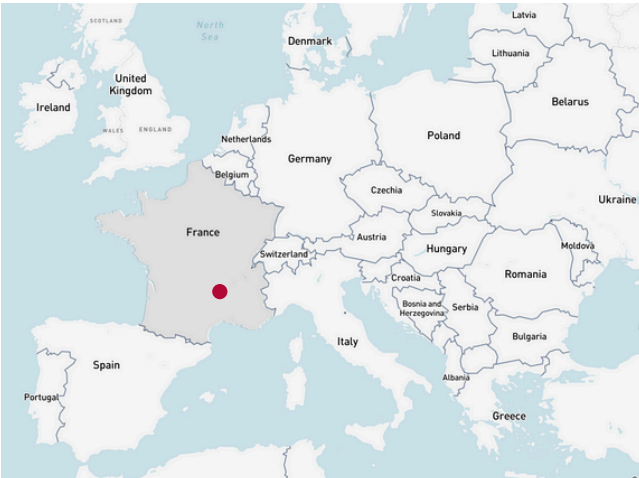 SCOTLAND
North
Sea
Latvia
Denmark
Lithuania
United
Kingdom
Belarus
Ireland
WALES
ENGLAND
Netherlands
Poland
Germany
Belgium
Czechia
Ukraine
Slovakia
France
Austria
Hungary
Moldova
Switzerland
Romania
Croatia
Bosnia and
Herzegovina
Serbia
Bulgaria
Italy
Spain
Albania
Portugal
Greece